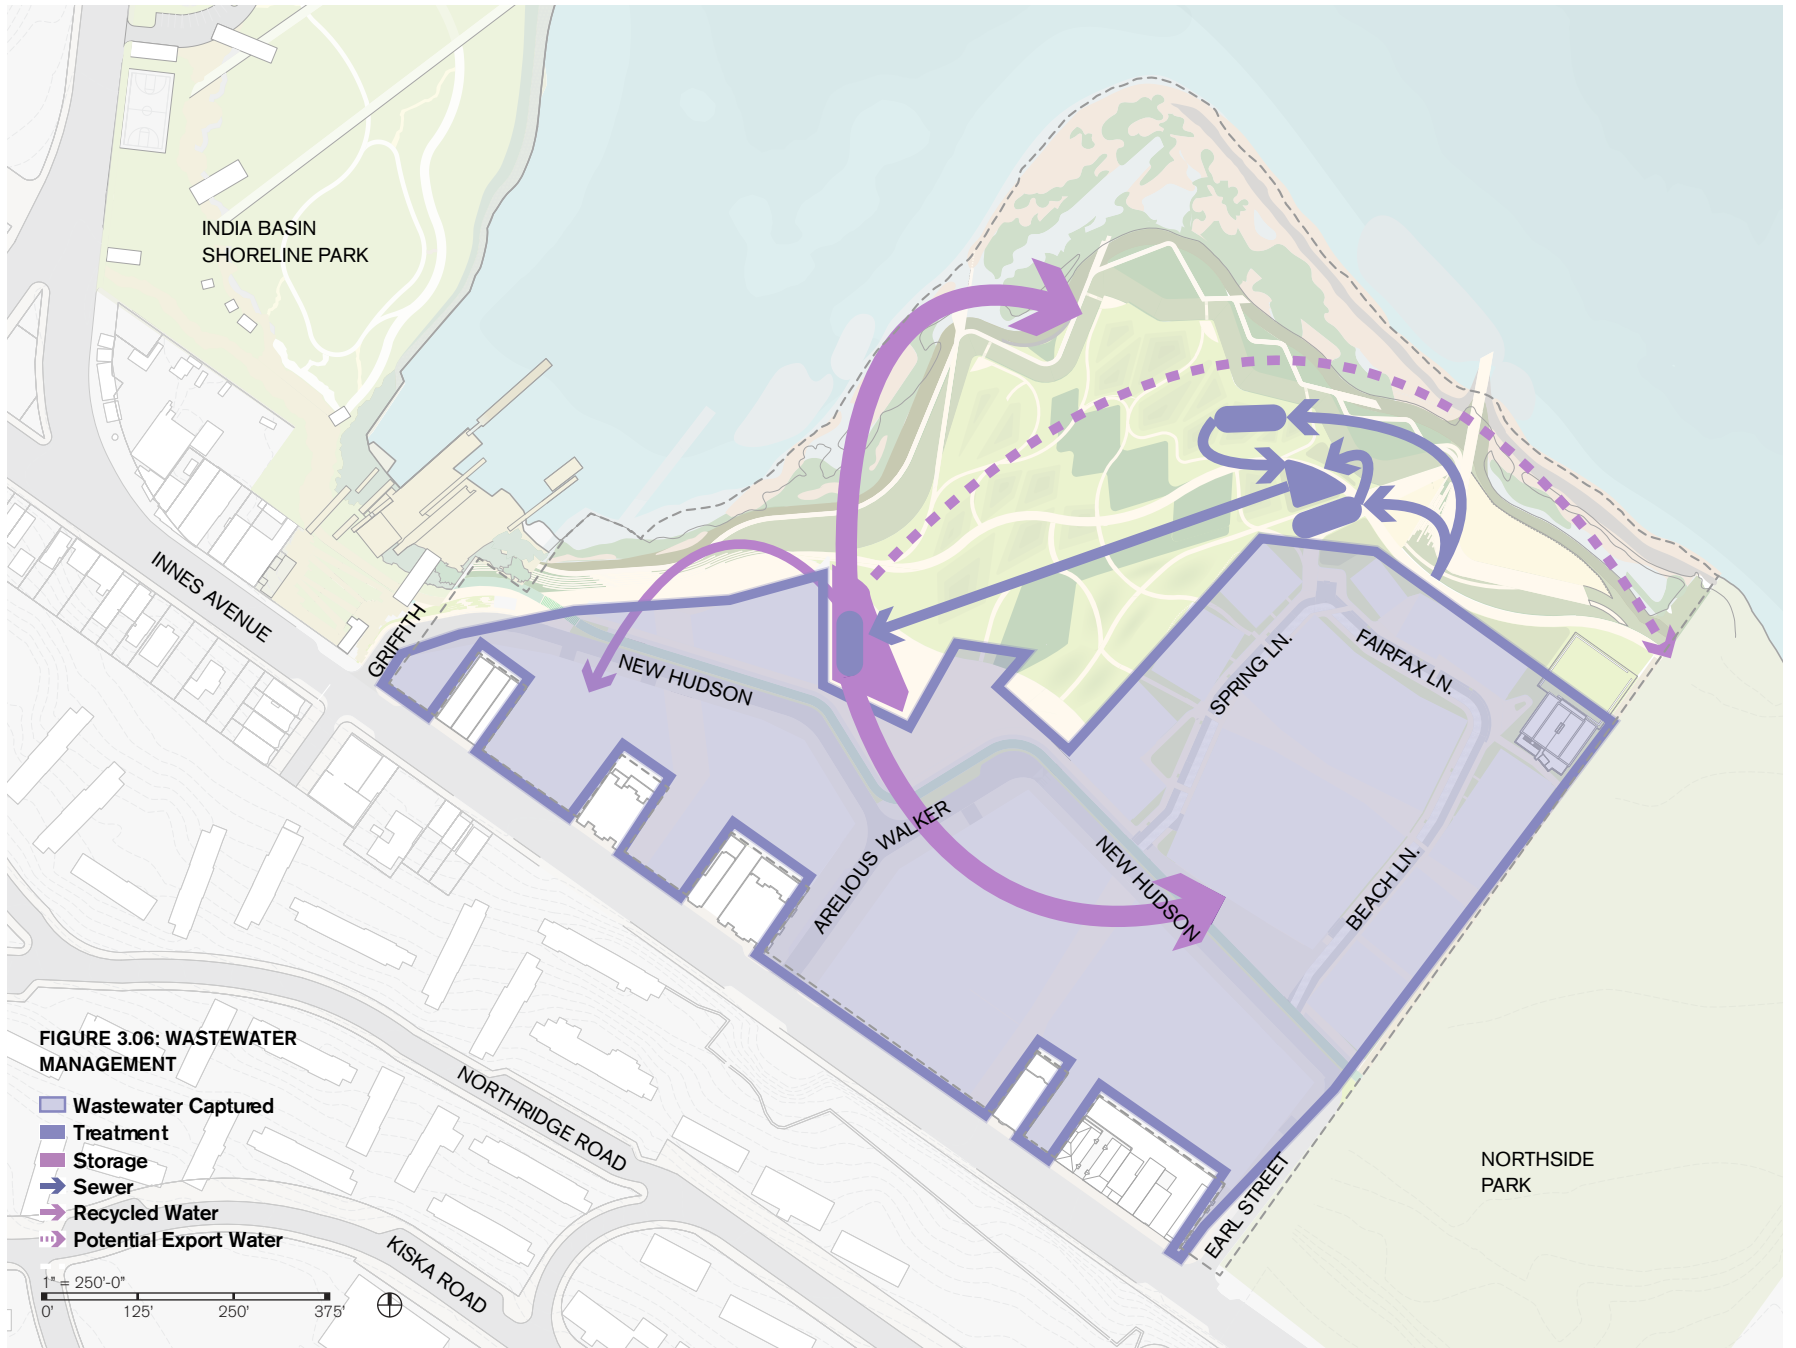 INDIA BASIN
SHORELINE PARK
INNES AVENUE
GRIFFITH
NEW HUDSON
SPRING LN.
FAIRFAX LN.
ARELIOUS WALKER
NEW HUDSON
BEACH LN.
FIGURE 3.06: WASTEWATER
MANAGEMENT
Wastewater Captured
Treatment
Storage
Sewer
Recycled Water
Potential Export Water
1" = 250'-0"
0' 125' 250' 375'
NORTHRIDGE ROAD
KISKA ROAD
EARL STREET
NORTHSIDE
PARK